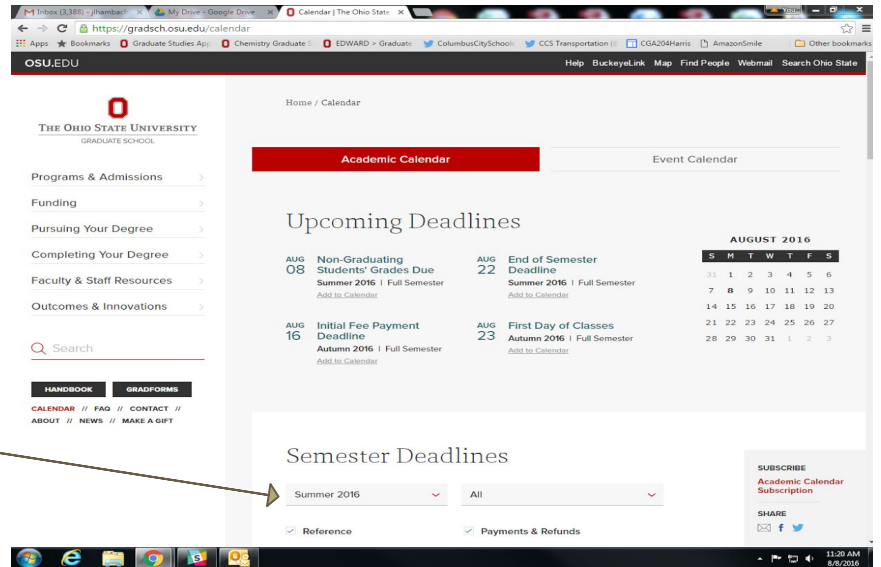 Inbox (3,388) - jlhambach
My Drive - Google Drive
Calendar | The Ohio State
https://gradsch.osu.edu/calendar
Apps Bookmarks Graduate Studies App Chemistry Graduate S EDWARD > Graduate ColumbusCitySchools CCS Transportation CGA204Harris AmazonSmile Other bookmarks
OSU.EDU
Help BuckeyeLink Map Find People Webmail Search Ohio State
THE OHIO STATE UNIVERSITY
GRADUATE SCHOOL
Programs & Admissions
Funding
Pursuing Your Degree
Completing Your Degree
Faculty & Staff Resources
Outcomes & Innovations
Search
HANDBOOK GRADFORMS
CALENDAR // FAQ // CONTACT //
ABOUT // NEWS // MAKE A GIFT
Home / Calendar
Academic Calendar
Event Calendar
Upcoming Deadlines
AUG 08
Non-Graduating
Students' Grades Due
Summer 2016 | Full Semester
Add to Calendar
AUG 22
End of Semester
Deadline
Summer 2016 | Full Semester
Add to Calendar
AUG 16
Initial Fee Payment
Deadline
Autumn 2016 | Full Semester
Add to Calendar
AUG 23
First Day of Classes
Autumn 2016 | Full Semester
Add to Calendar
AUGUST 2016
S M T W T F S
31 1 2 3 4 5 6
7 8 9 10 11 12 13
14 15 16 17 18 19 20
21 22 23 24 25 26 27
28 29 30 31 1 2 3
Semester Deadlines
Summer 2016
All
Reference
Payments & Refunds
SUBSCRIBE
Academic Calendar
Subscription
SHARE
11:20 AM
8/8/2016